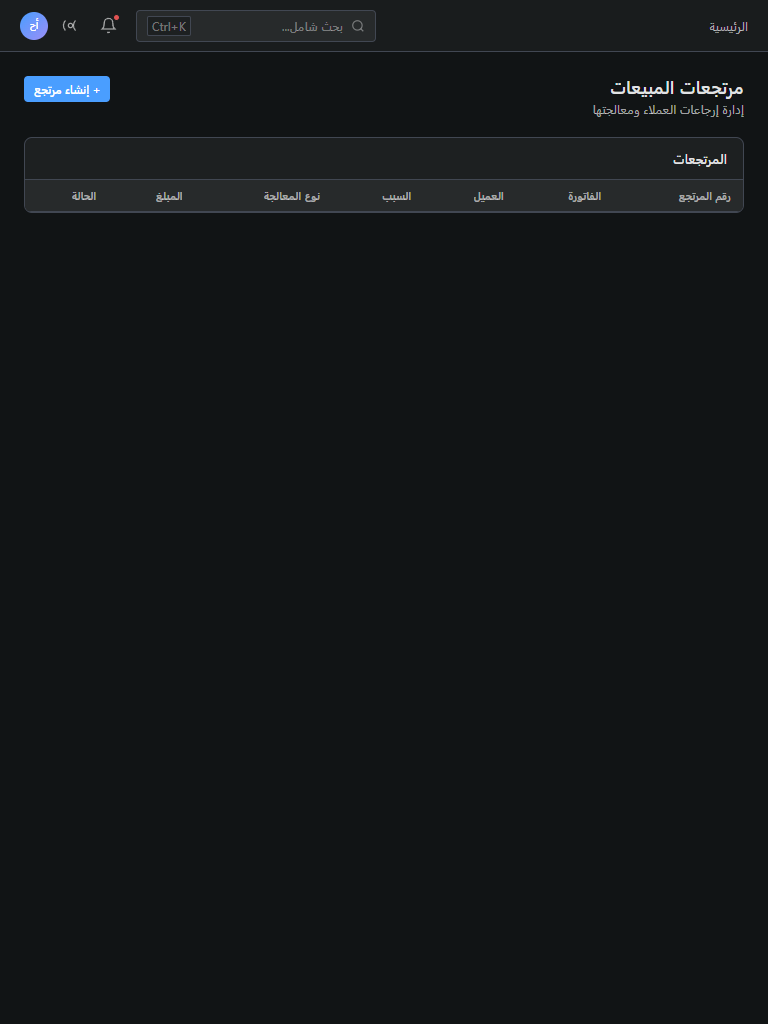 الرئيسية
بحث شامل...
Ctrl+K
أج
مرتجعات المبيعات
إدارة إرجاعات العملاء ومعالجتها
+ إنشاء مرتجع
المرتجعات
رقم المرتجع الفاتورة العميل السبب نوع المعالجة المبلغ الحالة